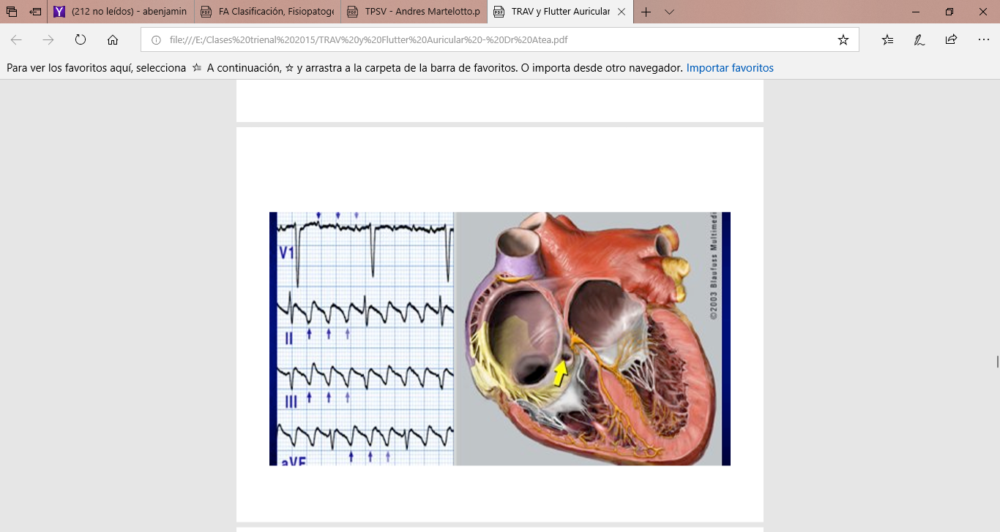 (212 no leídos) - abenjamin
FA Clasificación, Fisiopatoge
TPSV - Andres Martelotto.p
TRAV y Flutter Auricular
file:///E:/Clases%20trienal%202015/TRAV%20y%20Flutter%20Auricular%20-%20Dr%20Atea.pdf
Para ver los favoritos aquí, selecciona A continuación, y arrastra a la carpeta de la barra de favoritos. O importa desde otro navegador. Importar favoritos
V1
II
III
aVF
©2003 Blaufuss Multimedi